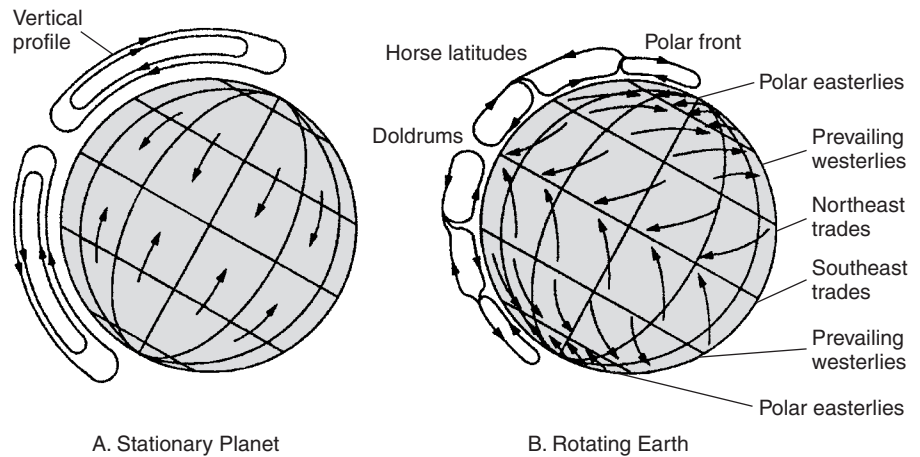 Vertical
profile
Horse latitudes
Polar front
Polar easterlies
Doldrums
Prevailing
westerlies
Northeast
trades
Southeast
trades
Prevailing
westerlies
Polar easterlies
A. Stationary Planet
B. Rotating Earth